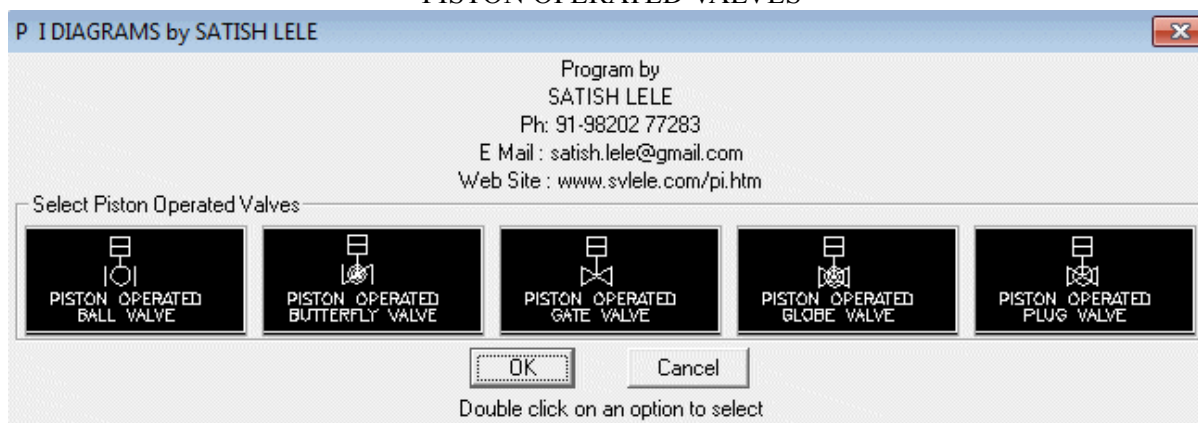 PISTON OPERATED VALVES
P I DIAGRAMS by SATISH LELE
Program by
SATISH LELE
Ph: 91-98202 77283
E Mail : satish.lele@gmail.com
Web Site : www.svlele.com/pi.htm
Select Piston Operated Valves
PISTON OPERATED
BALL VALVE
PISTON OPERATED
BUTTERFLY VALVE
PISTON OPERATED
GATE VALVE
PISTON OPERATED
GLOBE VALVE
PISTON OPERATED
PLUG VALVE
OK
Cancel
Double click on an option to select